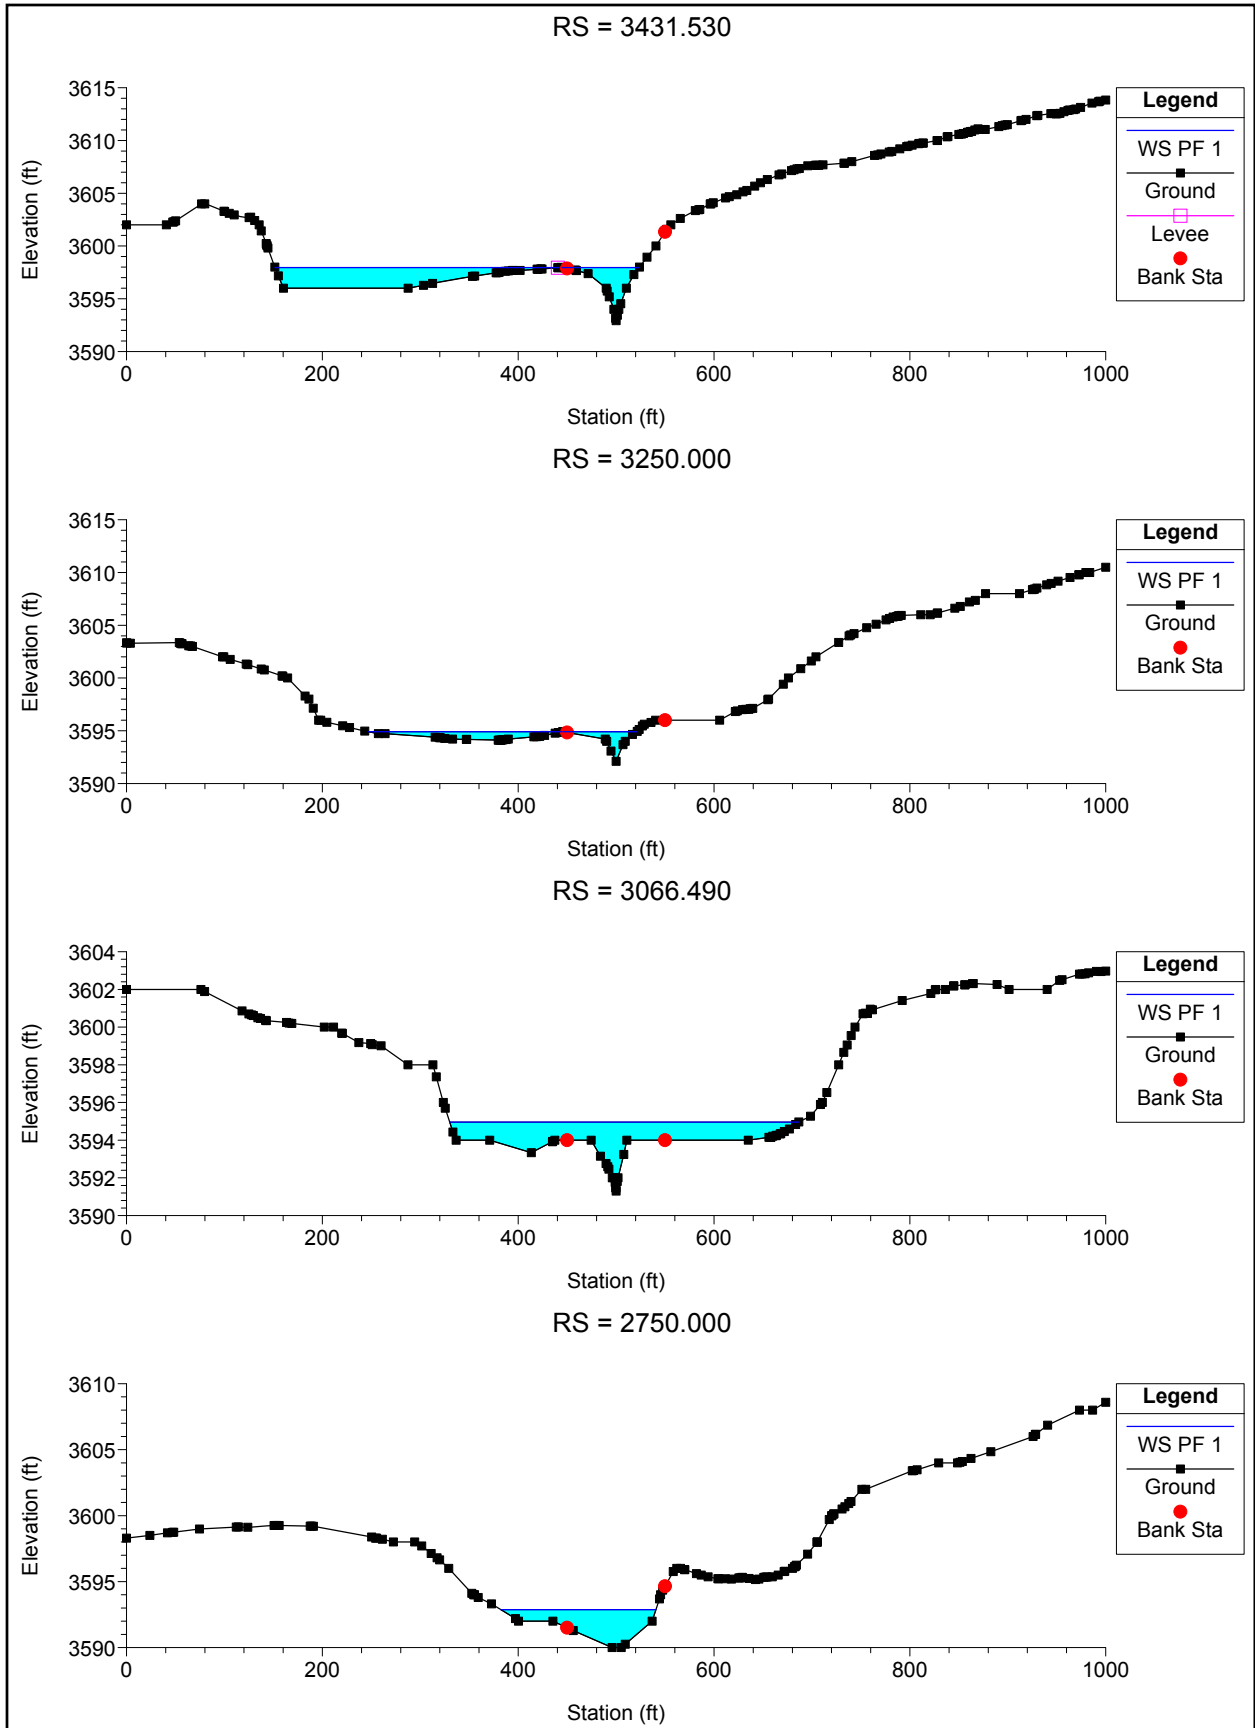 RS = 3431.530
3615
3610
3605
3600
3595
3590
Elevation (ft)
0 200 400 600 800 1000
Station (ft)
Legend
WS PF 1
Ground
Levee
Bank Sta
RS = 3250.000
3615
3610
3605
3600
3595
3590
Elevation (ft)
0 200 400 600 800 1000
Station (ft)
Legend
WS PF 1
Ground
Bank Sta
RS = 3066.490
3604
3602
3600
3598
3596
3594
3592
3590
Elevation (ft)
0 200 400 600 800 1000
Station (ft)
Legend
WS PF 1
Ground
Bank Sta
RS = 2750.000
3610
3605
3600
3595
3590
Elevation (ft)
0 200 400 600 800 1000
Station (ft)
Legend
WS PF 1
Ground
Bank Sta